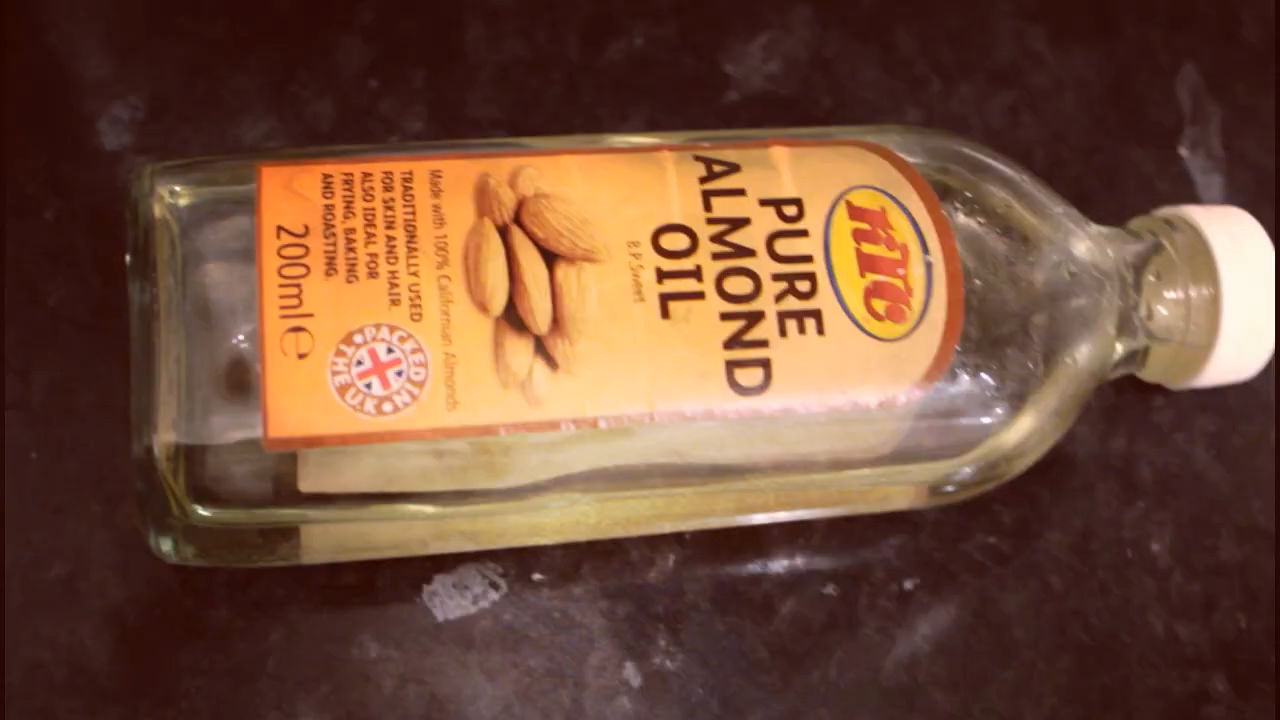 KTC
PURE
ALMOND
OIL
B.P. Sweet
Made with 100% Californian Almonds
TRADITIONALLY USED
FOR SKIN AND HAIR.
ALSO IDEAL FOR
FRYING, BAKING
AND ROASTING.
PACKED IN
THE U.K
200ml e